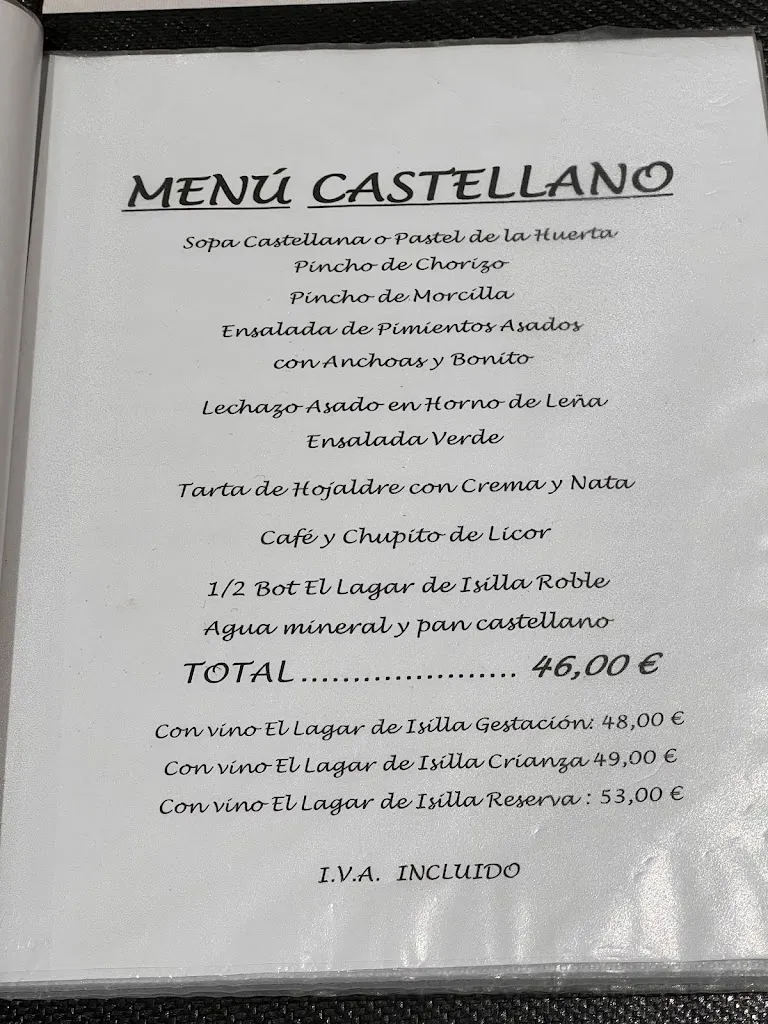 MENÚ CASTELLANO
Sopa Castellana o Pastel de la Huerta
Pincho de Chorizo
Pincho de Morcilla
Ensalada de Pimientos Asados
con Anchoas y Bonito
Lechazo Asado en Horno de Leña
Ensalada Verde
Tarta de Hojaldre con Crema y Nata
Café y Chupito de Licor
1/2 Bot El Lagar de Isilla Roble
Agua mineral y pan castellano
TOTAL..................... 46,00 €
Con vino El Lagar de Isilla Gestación: 48,00 €
Con vino El Lagar de Isilla Crianza 49,00 €
Con vino El Lagar de Isilla Reserva : 53,00 €
I.V.A. INCLUIDO